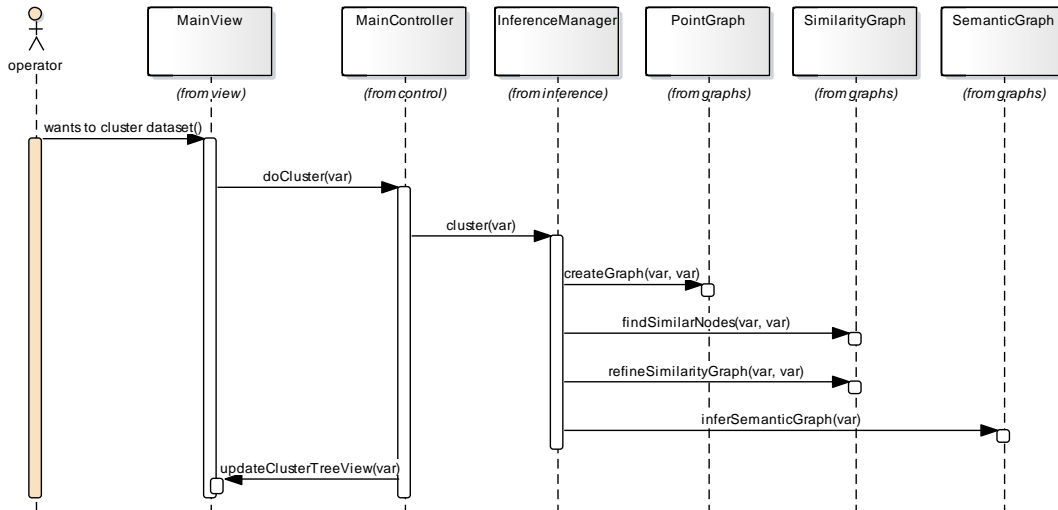 MainView
MainController
InferenceManager
PointGraph
SimilarityGraph
SemanticGraph
operator
(from view)
(from control)
(from inference)
(from graphs)
(from graphs)
(from graphs)
wants to cluster dataset()
doCluster(var)
cluster(var)
createGraph(var, var)
findSimilarNodes(var, var)
refineSimilarityGraph(var, var)
inferSemanticGraph(var)
updateClusterTreeView(var)